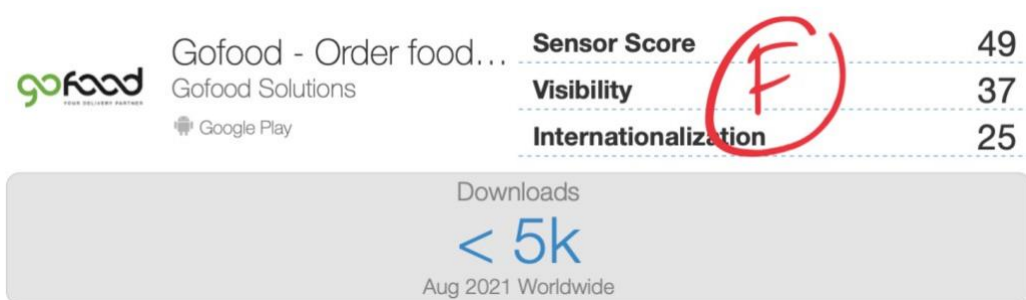 gofood
YOUR DELIVERY PARTNER
Gofood - Order food...
Gofood Solutions
Google Play
Sensor Score 49
Visibility 37
Internationalization 25
F
Downloads
< 5k
Aug 2021 Worldwide